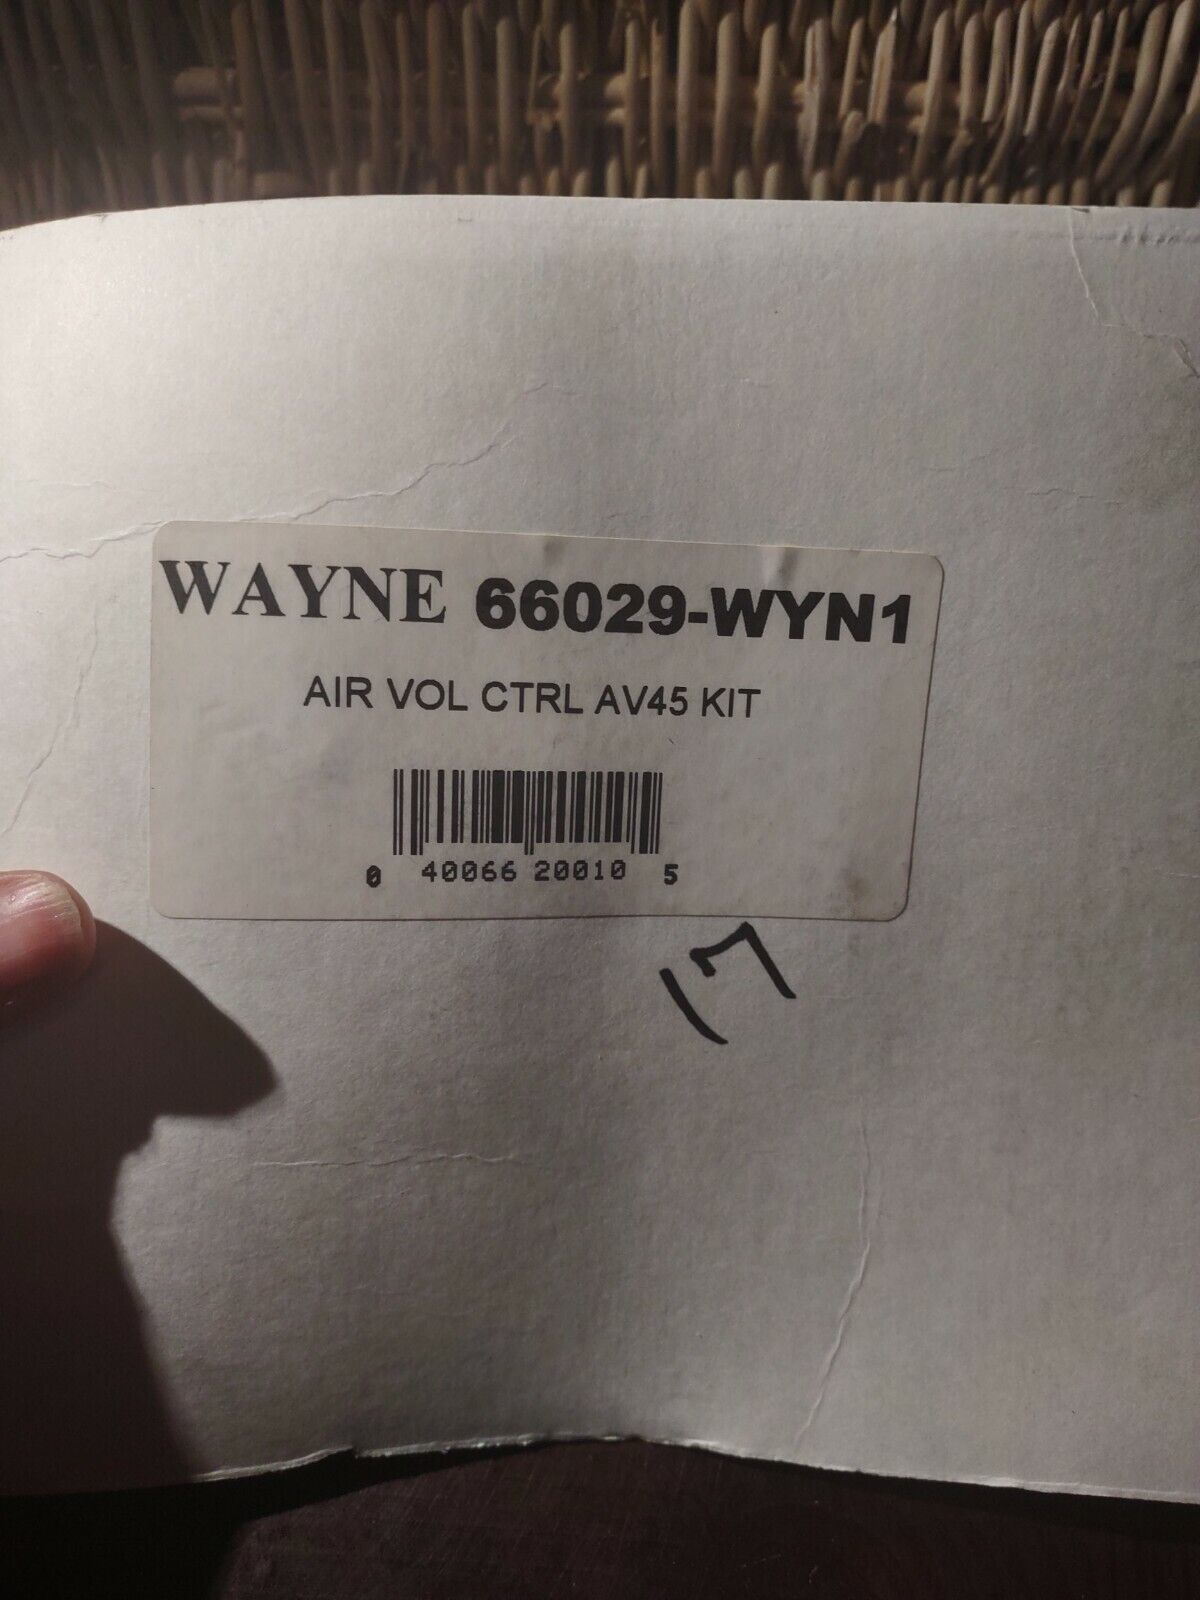 WAYNE 66029-WYN1
AIR VOL CTRL AV45 KIT
0 40066 20010 5
17